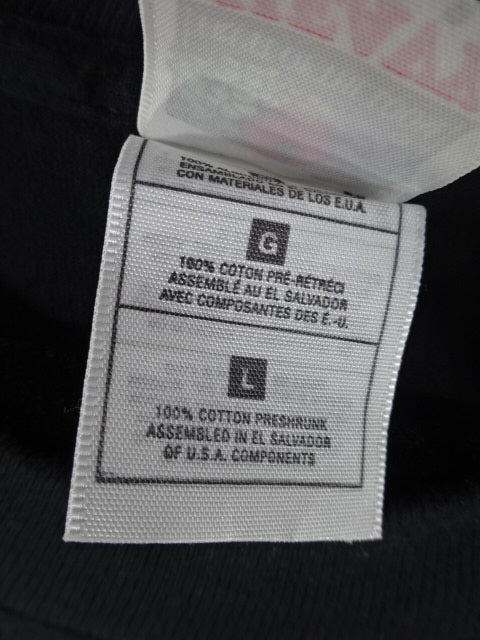 CON MATERIALES DE LOS E.U.A.
G
100% COTON PRÉ-RÉTRÉCI
ASSEMBLÉ AU EL SALVADOR
AVEC COMPOSANTES DES É.-U.
L
100% COTTON PRESHRUNK
ASSEMBLED IN EL SALVADOR
OF U.S.A. COMPONENTS